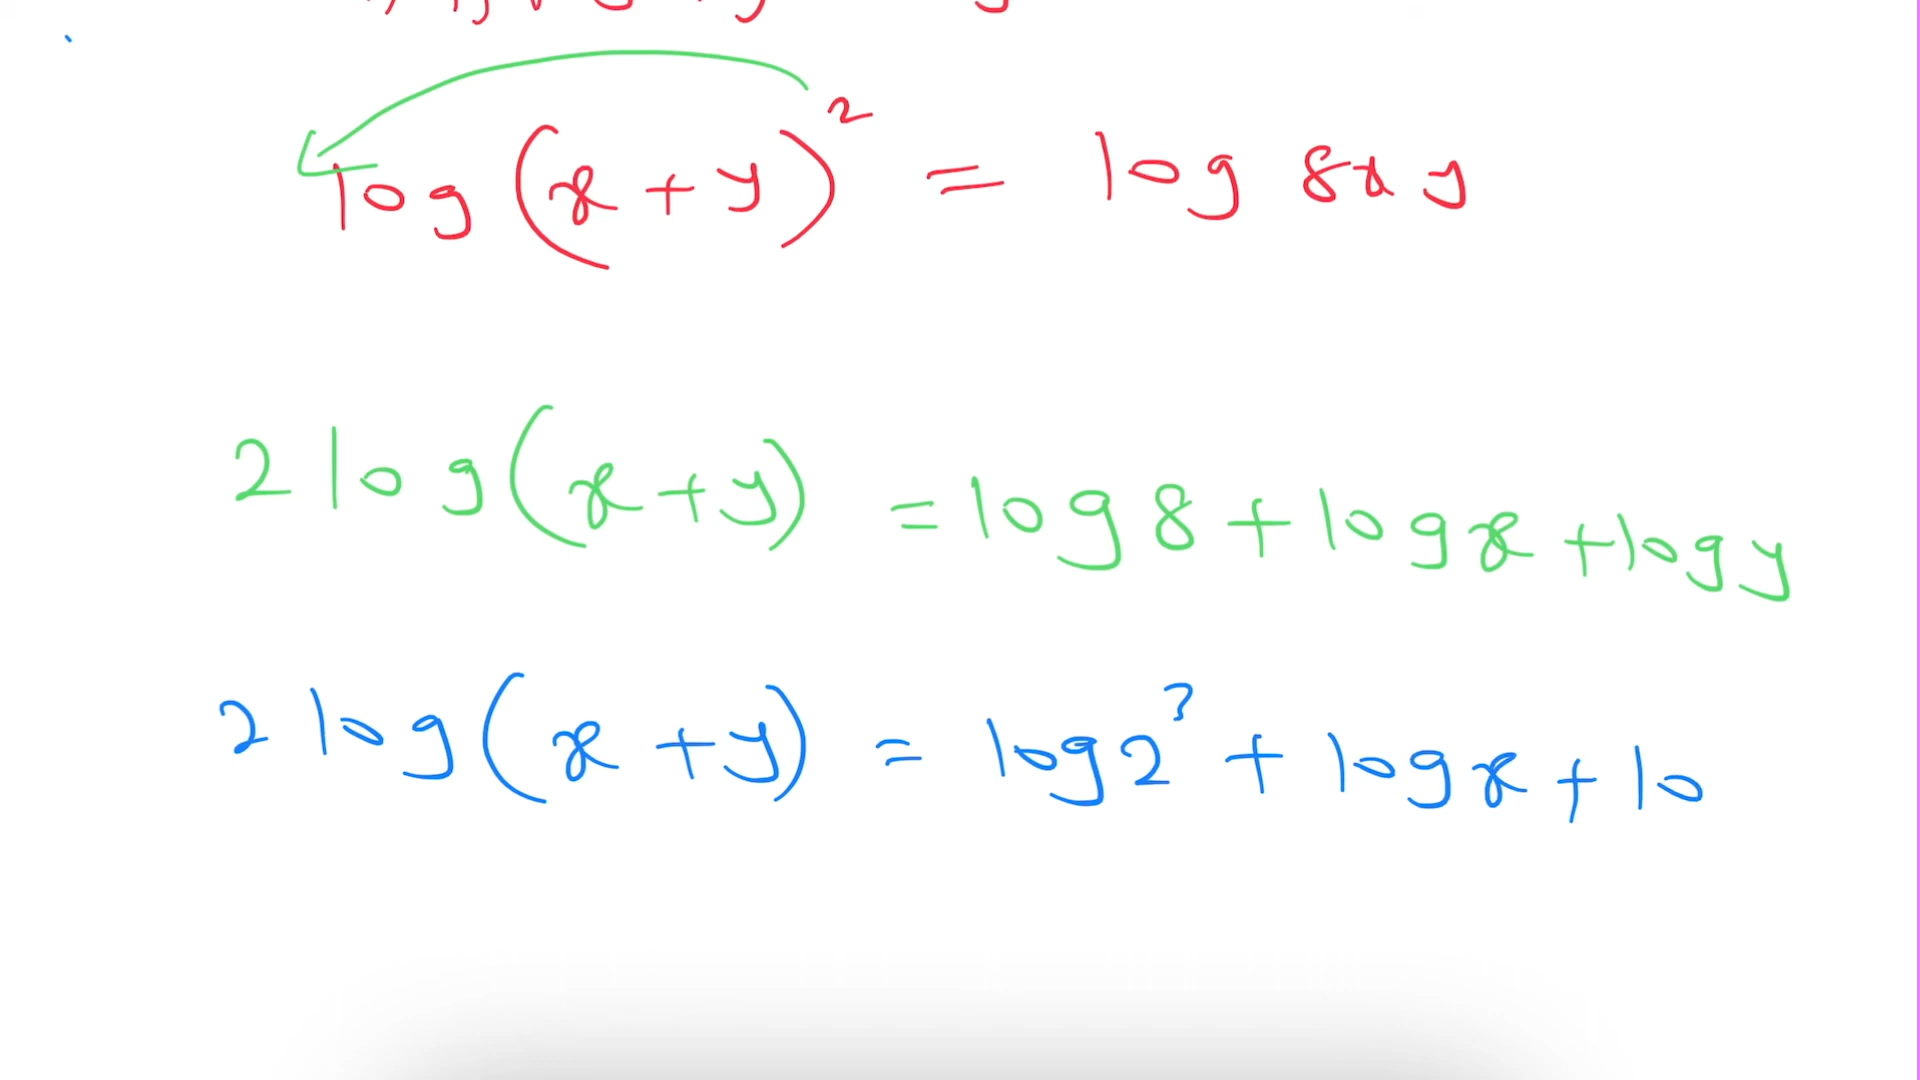 log (x + y)² = log 8xy
2 log (x + y) = log 8 + log x + log y
2 log (x + y) = log 2³ + log x + lo